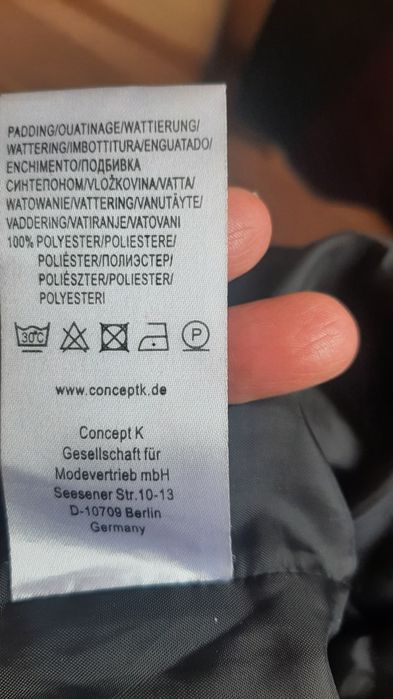 PADDING/OUATINAGE/WATTIERUNG/
WATTERING/IMBOTTITURA/ENGUATADO/
ENCHIMENTO/ПОДБИВКА
СИНТЕПОНОМ/VLOŽKOVINA/VATTA/
WATOWANIE/VATTERING/VANUTÄYTE/
VADDERING/VATIRANJE/VATOVANI
100% POLYESTER/POLIESTERE/
POLIÉSTER/ПОЛИЭСТЕР/
POLIÉSZTER/POLIESTER/
POLYESTERI
30°C P
www.conceptk.de
Concept K
Gesellschaft für
Modevertrieb mbH
Seesener Str.10-13
D-10709 Berlin
Germany